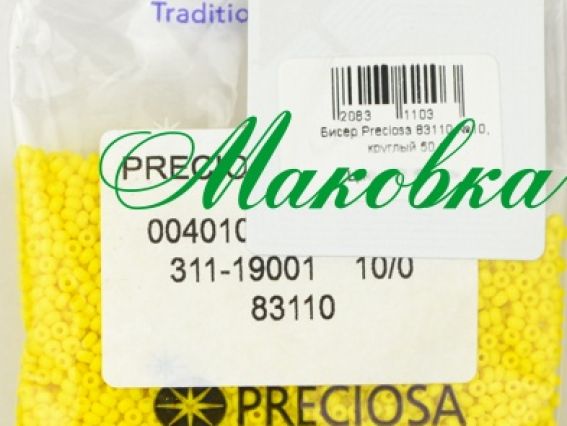 Traditio
2083 1103
Бисер Preciosa 83110 №10,
круглый 50
PRECIO
Маковка
004010
311-19001 10/0
83110
PRECIOSA